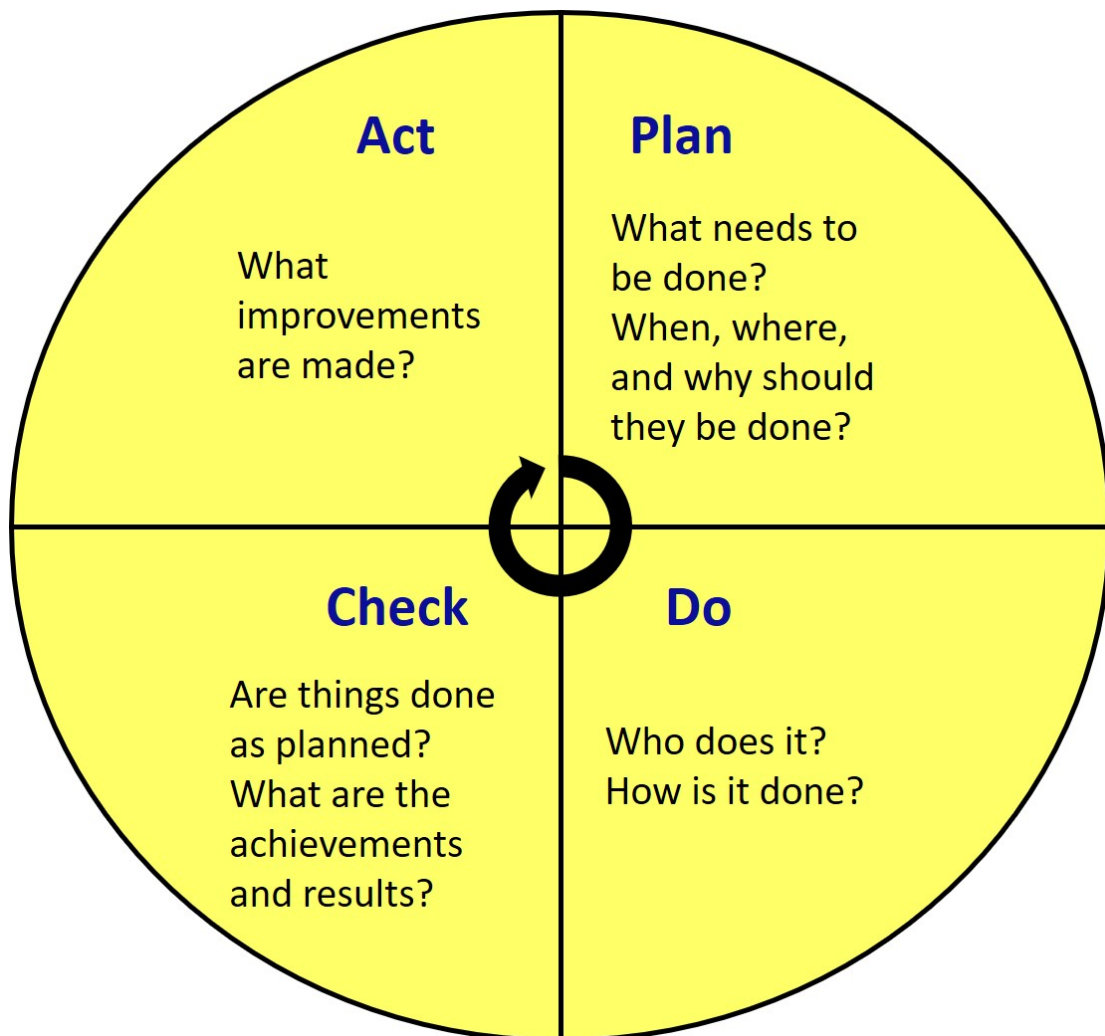 Act
What
improvements
are made?
Plan
What needs to
be done?
When, where,
and why should
they be done?
Check
Are things done
as planned?
What are the
achievements
and results?
Do
Who does it?
How is it done?